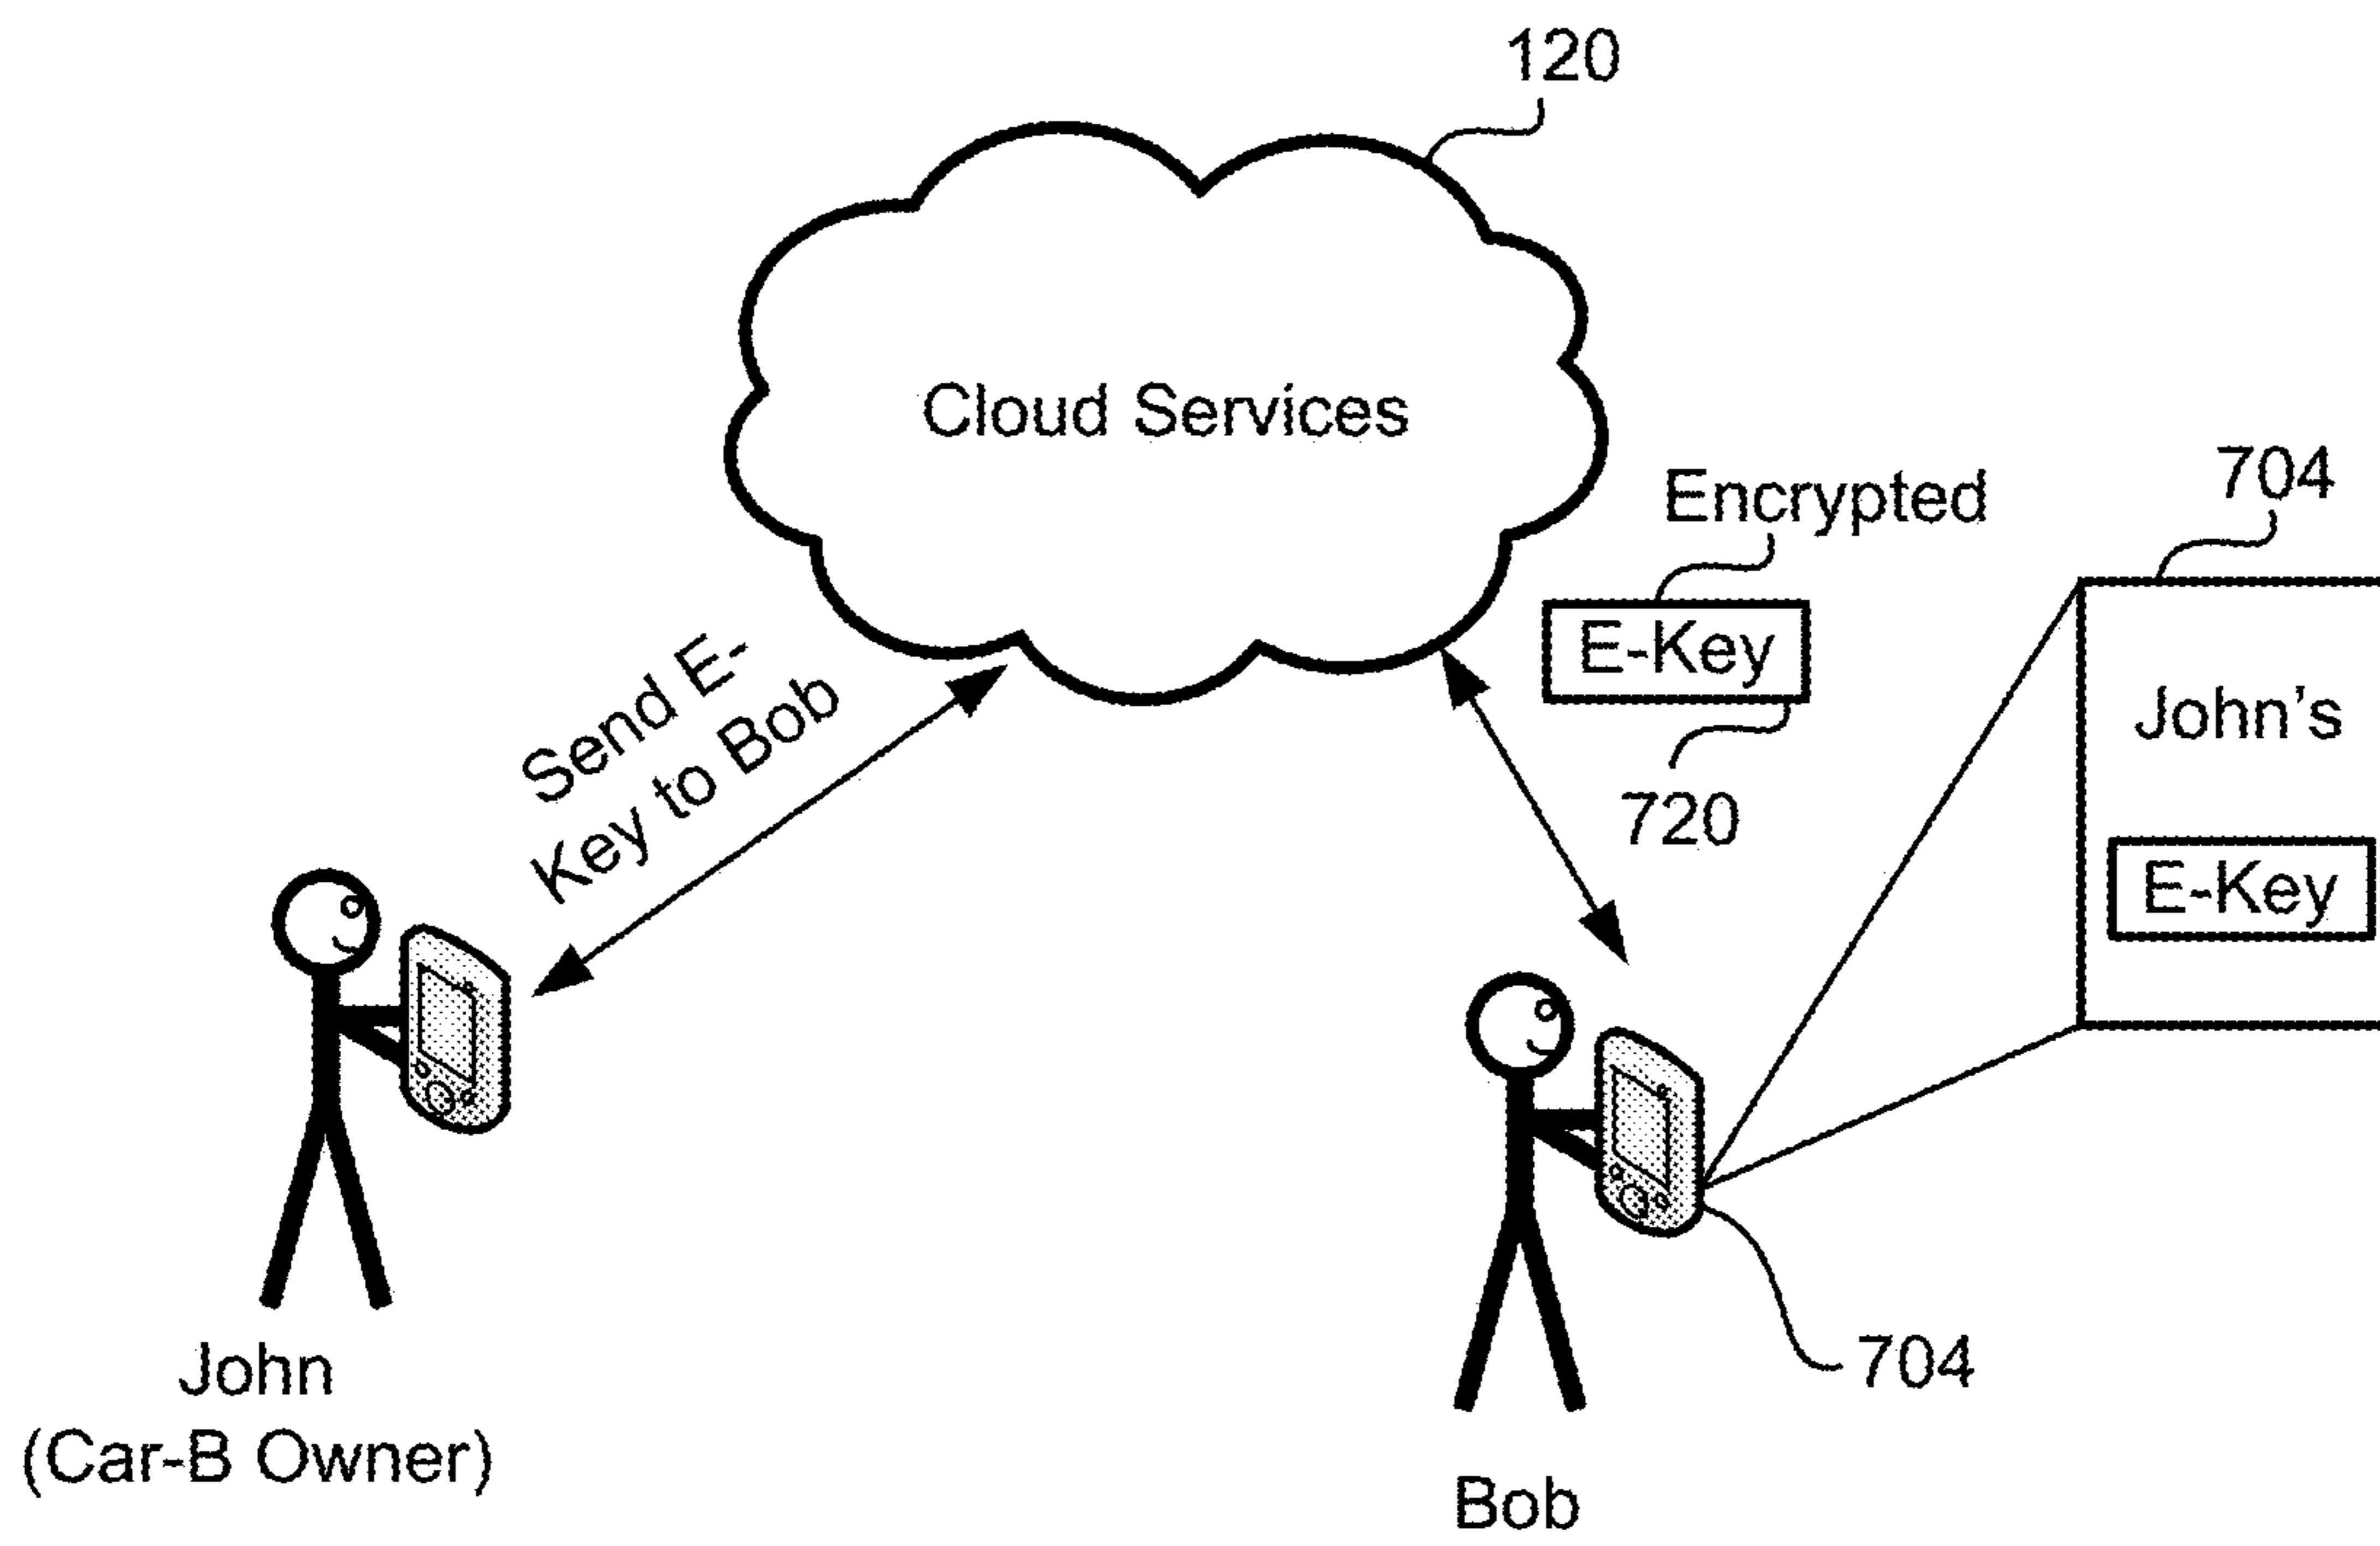 120
Cloud Services
Encrypted
704
E-Key
Send E-
Key to Bob
John's
720
E-Key
704
John
(Car-B Owner)
Bob